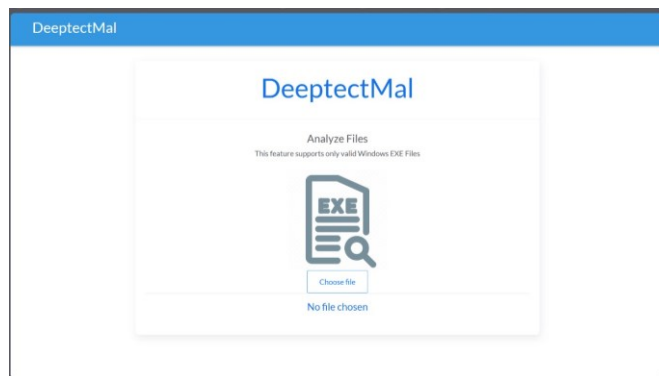 DeeptectMal
DeeptectMal
Analyze Files
This feature supports only valid Windows EXE Files
EXE
Choose file
No file chosen